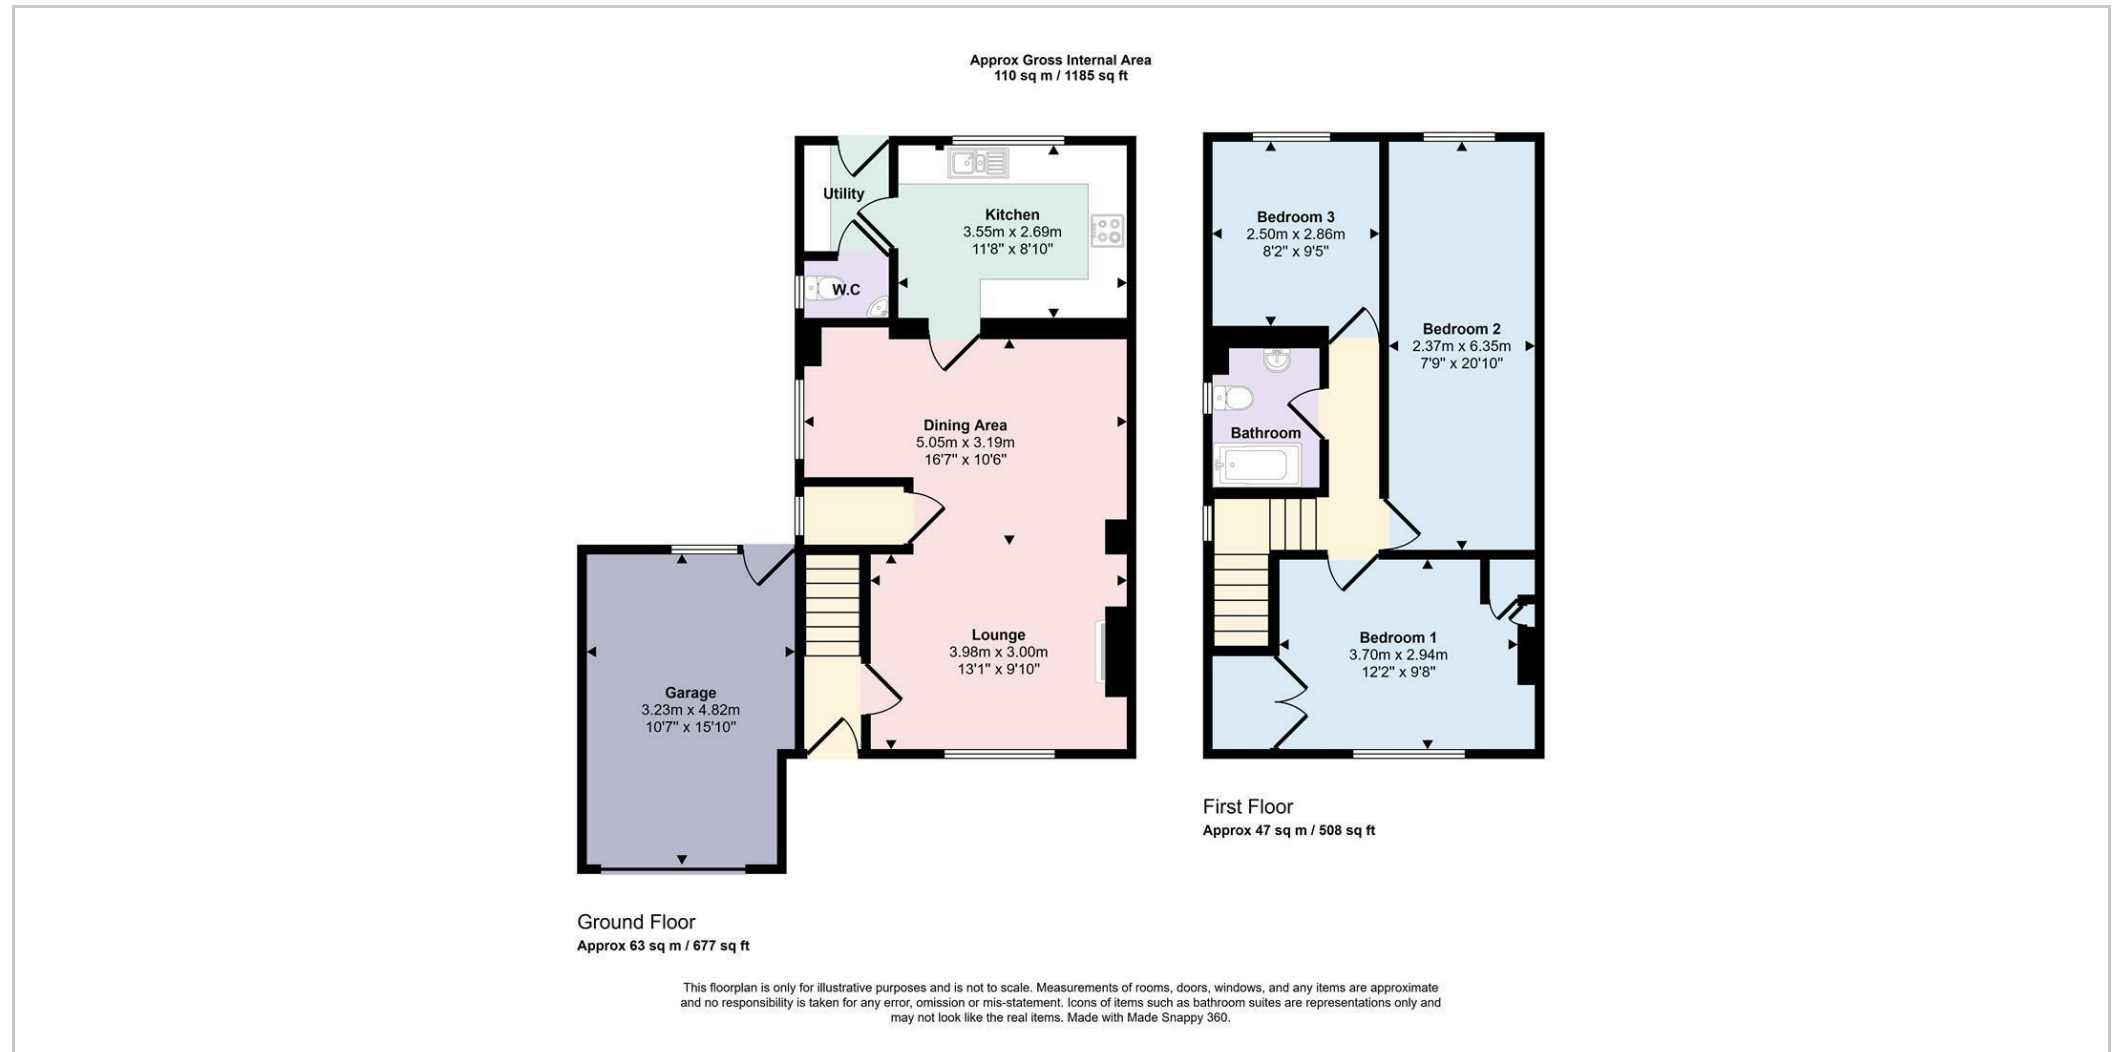 Approx Gross Internal Area
110 sq m / 1185 sq ft
Utility
Kitchen
3.55m x 2.69m
11'8" x 8'10"
W.C
Dining Area
5.05m x 3.19m
16'7" x 10'6"
Lounge
3.98m x 3.00m
13'1" x 9'10"
Garage
3.23m x 4.82m
10'7" x 15'10"
Ground Floor
Approx 63 sq m / 677 sq ft
Bedroom 3
2.50m x 2.86m
8'2" x 9'5"
Bedroom 2
2.37m x 6.35m
7'9" x 20'10"
Bathroom
Bedroom 1
3.70m x 2.94m
12'2" x 9'8"
First Floor
Approx 47 sq m / 508 sq ft
This floorplan is only for illustrative purposes and is not to scale. Measurements of rooms, doors, windows, and any items are approximate
and no responsibility is taken for any error, omission or mis-statement. Icons of items such as bathroom suites are representations only and
may not look like the real items. Made with Made Snappy 360.